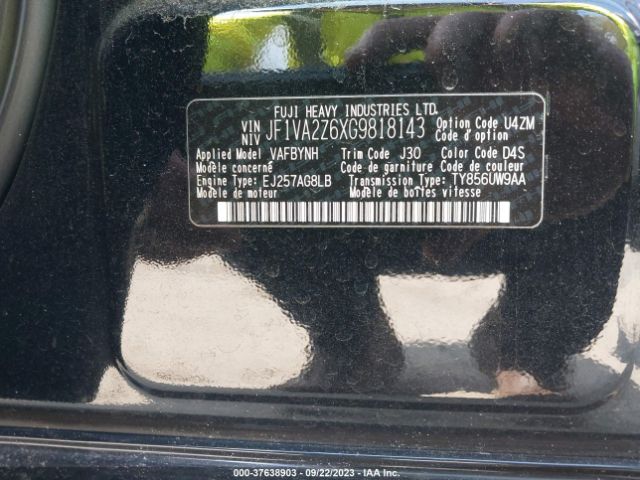 FUJI HEAVY INDUSTRIES LTD.
VIN NIV JF1VA2Z6XG9818143 Option Code U4ZM
Code d'option
Applied Model VAFBYNH Trim Code J30 Color Code D4S
Modèle concerné Code de garniture Code de couleur
Engine Type: EJ257AG8LB Transmission Type: TY856UW9AA
Modèle de moteur Modèle de boîtes vitesse
000-37638903 - 09/22/2023 - IAA Inc.